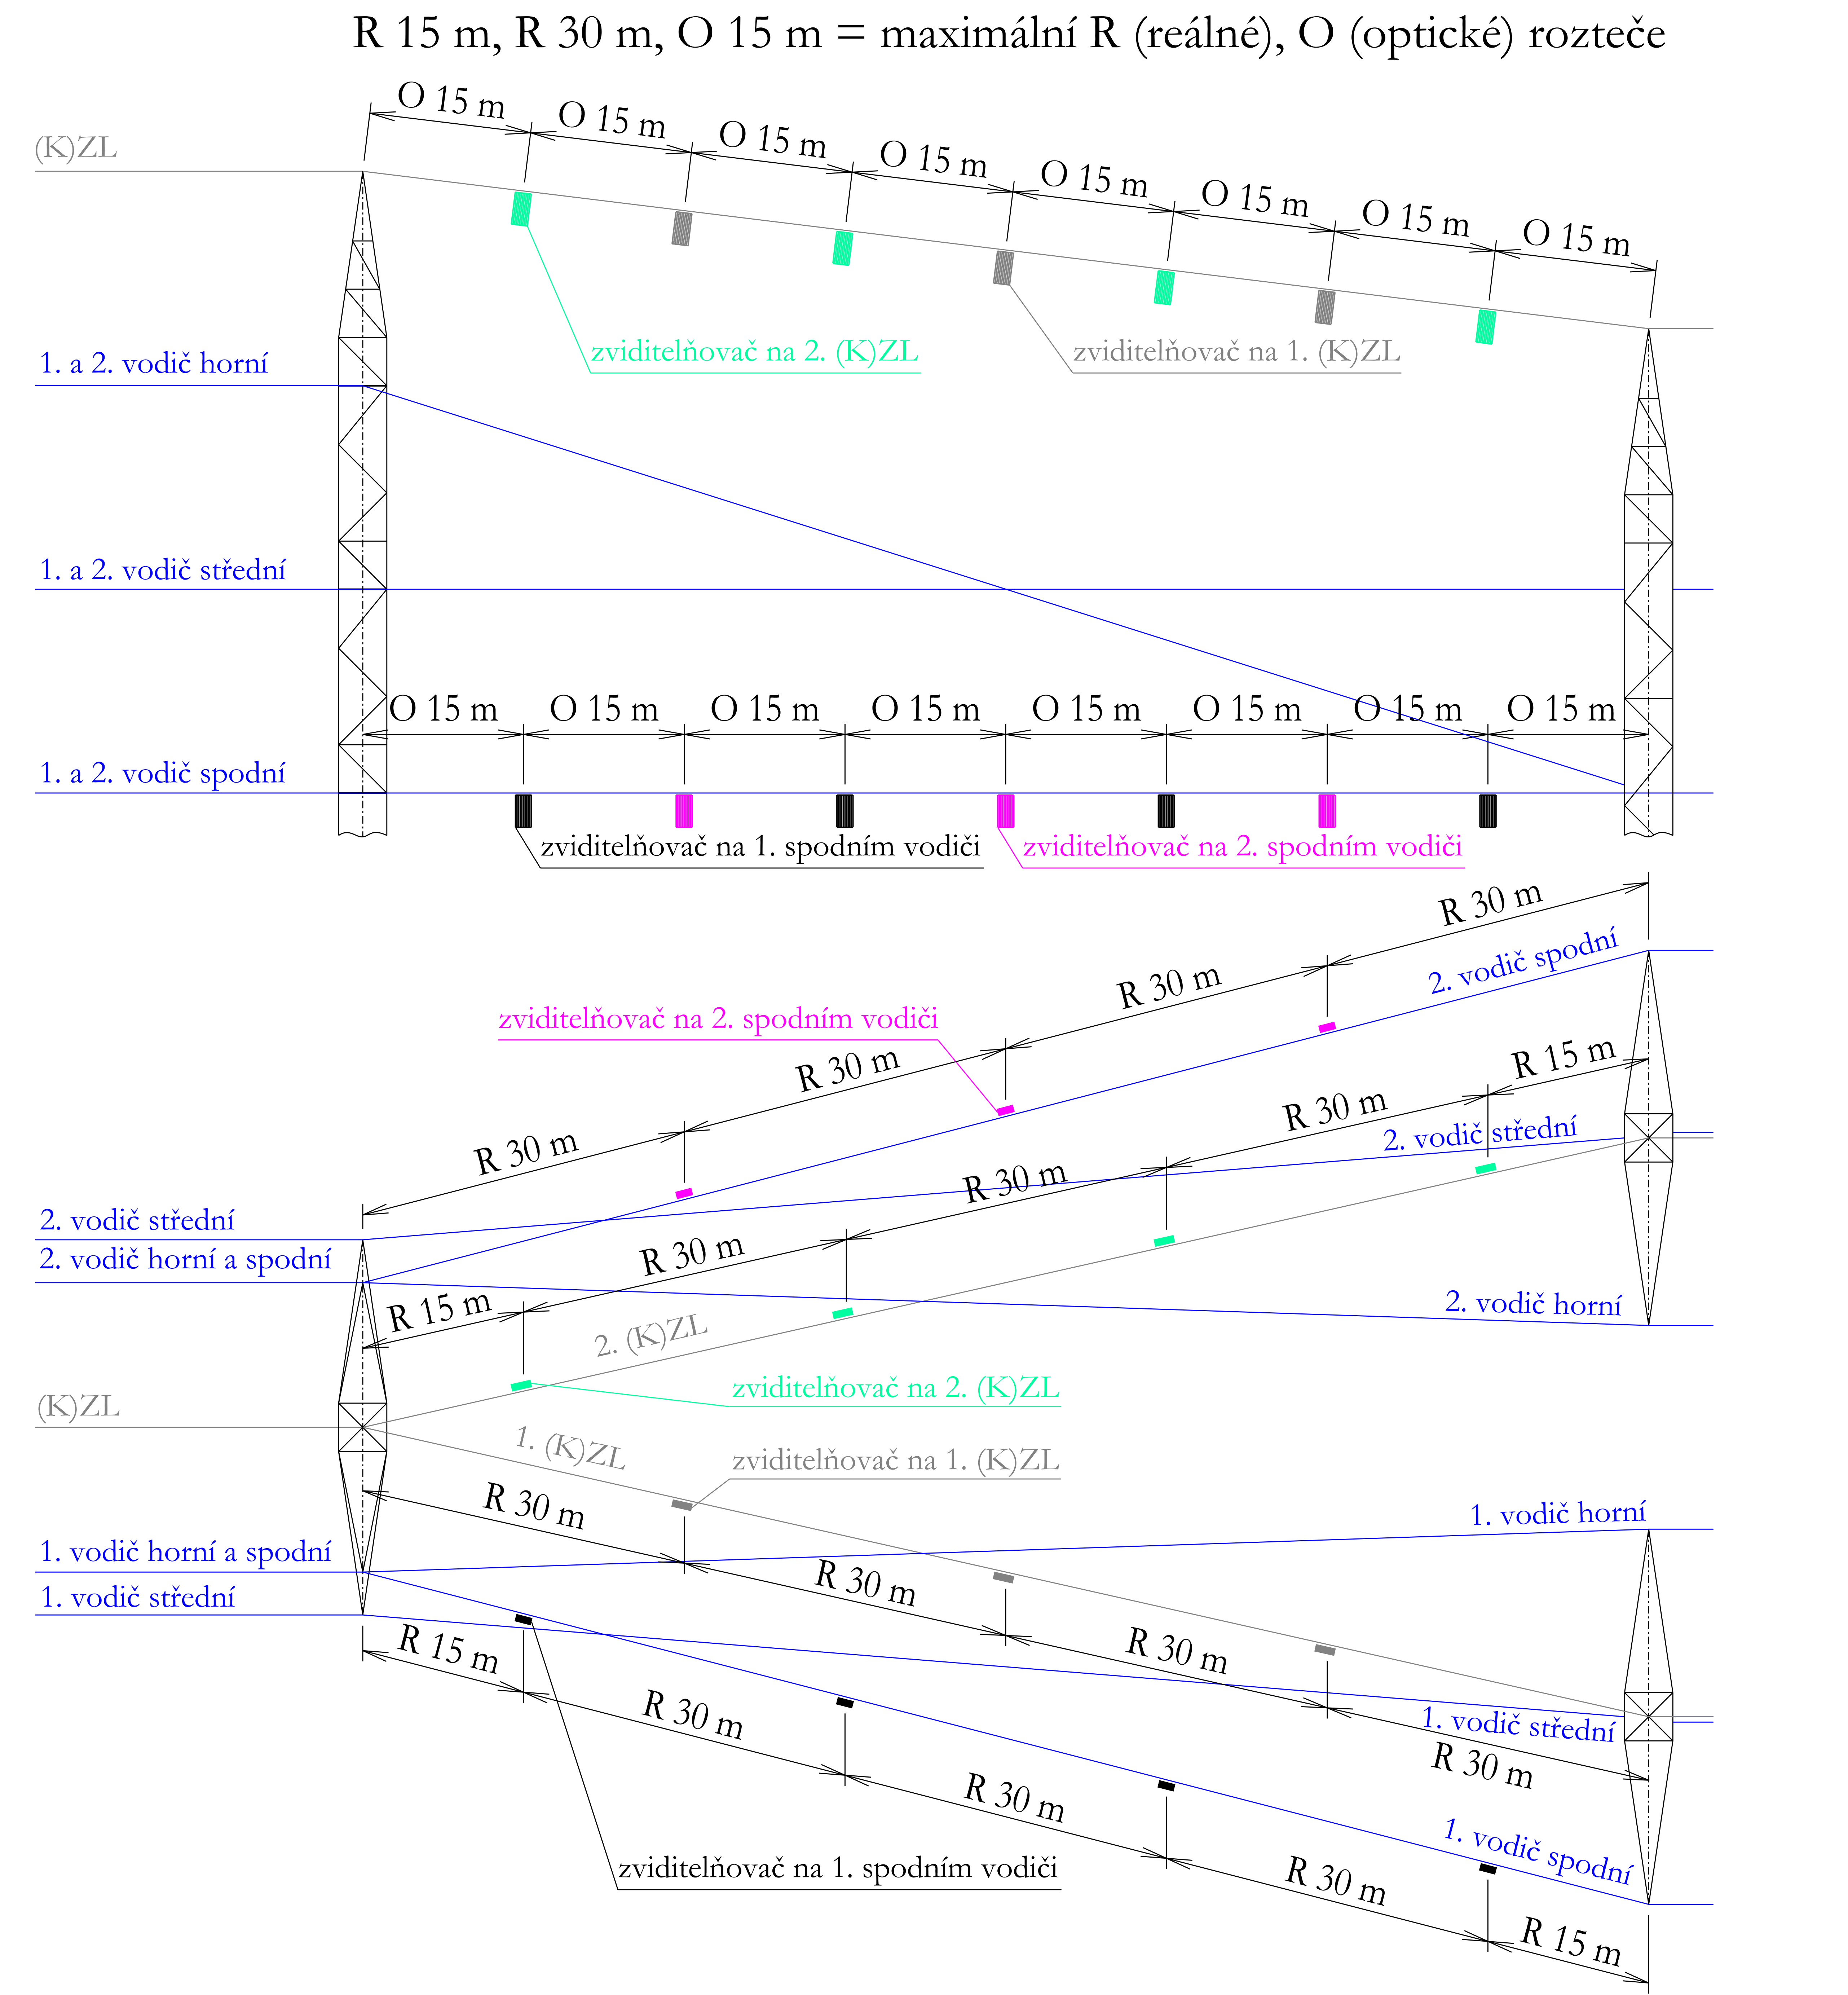 R 15 m, R 30 m, O 15 m = maximální R (reálné), O (optické) rozteče
O 15 m
O 15 m
O 15 m
O 15 m
O 15 m
O 15 m
O 15 m
O 15 m
(K)ZL
zviditelňovač na 2. (K)ZL
zviditelňovač na 1. (K)ZL
1. a 2. vodič horní
1. a 2. vodič střední
O 15 m
O 15 m
O 15 m
O 15 m
O 15 m
O 15 m
O 15 m
O 15 m
1. a 2. vodič spodní
zviditelňovač na 1. spodním vodiči
zviditelňovač na 2. spodním vodiči
R 30 m
2. vodič spodní
R 30 m
zviditelňovač na 2. spodním vodiči
R 30 m
R 15 m
R 30 m
R 30 m
2. vodič střední
R 30 m
2. vodič střední
2. vodič horní a spodní
R 30 m
2. vodič horní
R 15 m
2. (K)ZL
zviditelňovač na 2. (K)ZL
(K)ZL
1. (K)ZL
zviditelňovač na 1. (K)ZL
R 30 m
1. vodič horní
1. vodič horní a spodní
R 30 m
1. vodič střední
R 15 m
R 30 m
R 30 m
1. vodič střední
R 30 m
R 30 m
1. vodič spodní
zviditelňovač na 1. spodním vodiči
R 30 m
R 15 m